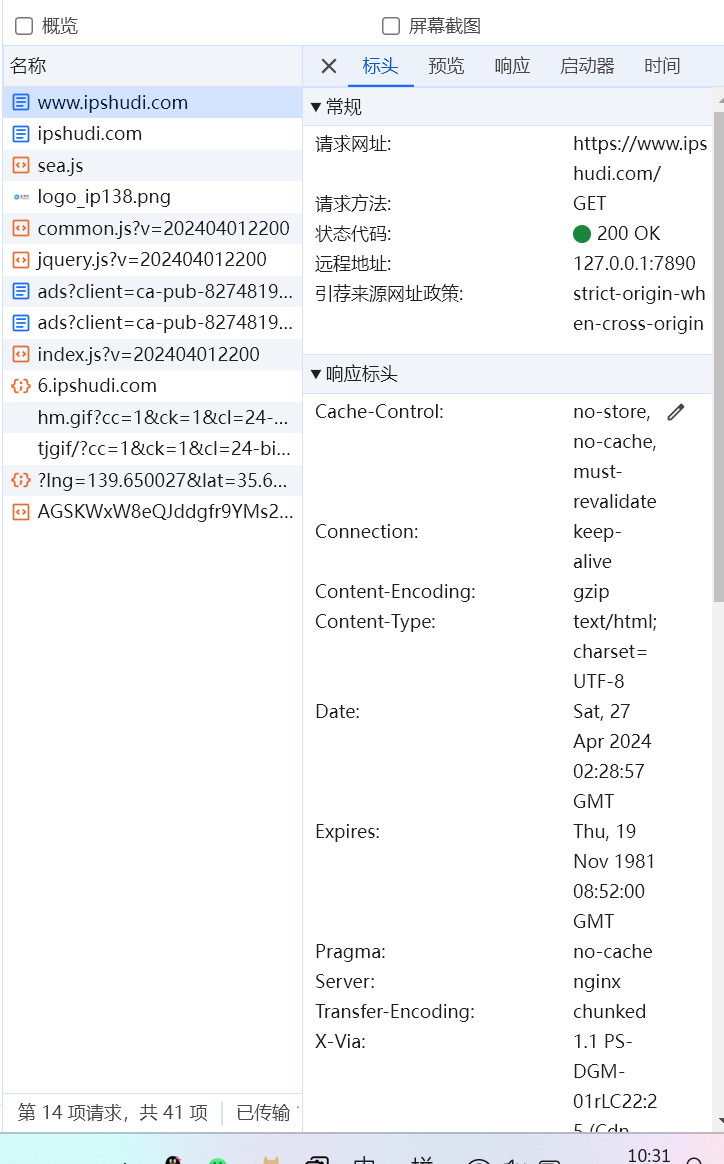 概览
屏幕截图
名称
标头 预览 响应 启动器 时间
www.ipshudi.com
ipshudi.com
sea.js
logo_ip138.png
common.js?v=202404012200
jquery.js?v=202404012200
ads?client=ca-pub-8274819...
ads?client=ca-pub-8274819...
index.js?v=202404012200
6.ipshudi.com
hm.gif?cc=1&ck=1&cl=24-...
tjgif/?cc=1&ck=1&cl=24-bi...
?lng=139.650027&lat=35.6...
AGSKWxW8eQJddgfr9YMs2...
常规
请求网址: https://www.ips
hudi.com/
请求方法: GET
状态代码: 200 OK
远程地址: 127.0.0.1:7890
引荐来源网址政策: strict-origin-wh
en-cross-origin
响应标头
Cache-Control: no-store,
no-cache,
must-
revalidate
Connection: keep-
alive
Content-Encoding: gzip
Content-Type: text/html;
charset=
UTF-8
Date: Sat, 27
Apr 2024
02:28:57
GMT
Expires: Thu, 19
Nov 1981
08:52:00
GMT
Pragma: no-cache
Server: nginx
Transfer-Encoding: chunked
X-Via: 1.1 PS-
DGM-
01rLC22:2
5 (Cdn
第 14 项请求，共 41 项 已传输
中 拼 10:31